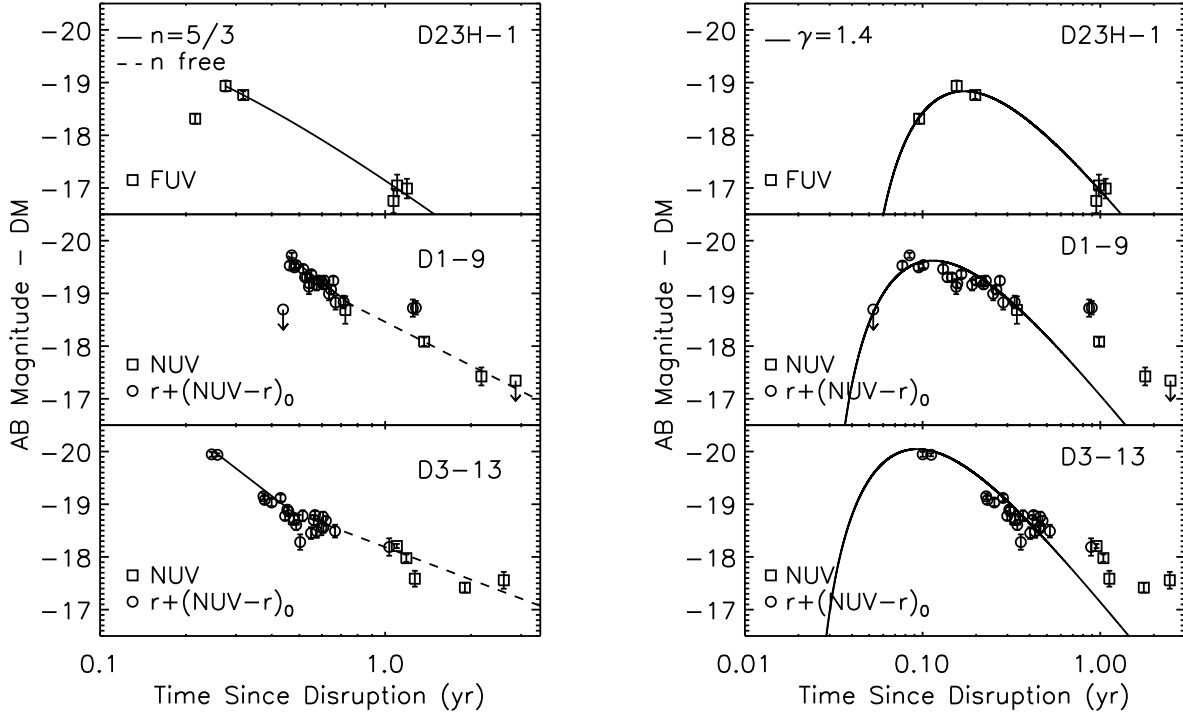 n=5/3
n free
D23H-1
-20
-19
-18
-17
FUV
D1-9
-20
-19
-18
-17
NUV
r+(NUV-r)₀
D3-13
-20
-19
-18
-17
NUV
r+(NUV-r)₀
AB Magnitude - DM
0.1
1.0
Time Since Disruption (yr)
γ=1.4
D23H-1
-20
-19
-18
-17
FUV
D1-9
-20
-19
-18
-17
NUV
r+(NUV-r)₀
D3-13
-20
-19
-18
-17
NUV
r+(NUV-r)₀
AB Magnitude - DM
0.01
0.10
1.00
Time Since Disruption (yr)